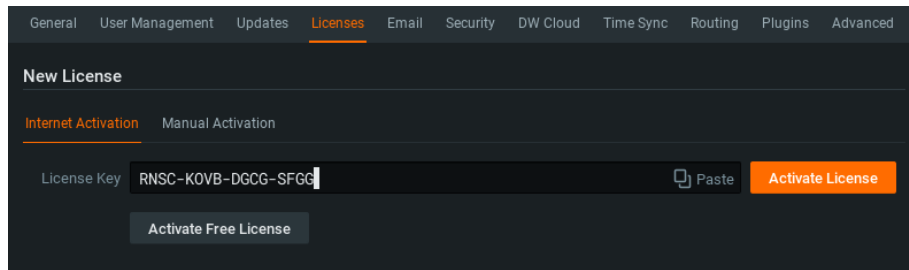 General User Management Updates Licenses Email Security DW Cloud Time Sync Routing Plugins Advanced
New License
Internet Activation Manual Activation
License Key RNSC-KOVB-DGCG-SFGG Paste Activate License
Activate Free License